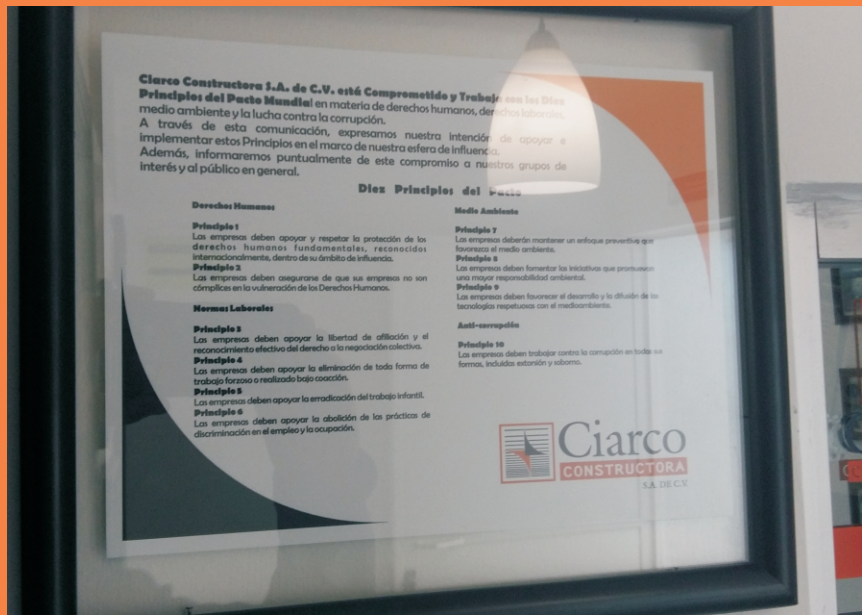 Ciarco Constructora S.A. de C.V. está Comprometido y Trabaja con los Diez
Principios del Pacto Mundial en materia de derechos humanos, derechos laborales,
medio ambiente y la lucha contra la corrupción.
A través de esta comunicación, expresamos nuestra intención de apoyar e
implementar estos Principios en el marco de nuestra esfera de influencia.
Además, informaremos puntualmente de este compromiso a nuestros grupos de
interés y al público en general.
Diez Principios del Pacto
Derechos Humanos
Principio 1
Las empresas deben apoyar y respetar la protección de los
derechos humanos fundamentales, reconocidos
internacionalmente, dentro de su ámbito de influencia.
Principio 2
Las empresas deben asegurarse de que sus empresas no son
cómplices en la vulneración de los Derechos Humanos.
Normas Laborales
Principio 3
Las empresas deben apoyar la libertad de afiliación y el
reconocimiento efectivo del derecho a la negociación colectiva.
Principio 4
Las empresas deben apoyar la eliminación de toda forma de
trabajo forzoso o realizado bajo coacción.
Principio 5
Las empresas deben apoyar la erradicación del trabajo infantil.
Principio 6
Las empresas deben apoyar la abolición de las prácticas de
discriminación en el empleo y la ocupación.
Medio Ambiente
Principio 7
Las empresas deberán mantener un enfoque preventivo que
favorezca el medio ambiente.
Principio 8
Las empresas deben fomentar las iniciativas que promuevan
una mayor responsabilidad ambiental.
Principio 9
Las empresas deben favorecer el desarrollo y la difusión de las
tecnologías respetuosas con el medioambiente.
Anti-corrupción
Principio 10
Las empresas deben trabajar contra la corrupción en todas sus
formas, incluidas extorsión y soborno.
Ciarco
CONSTRUCTORA
S.A. DE C.V.